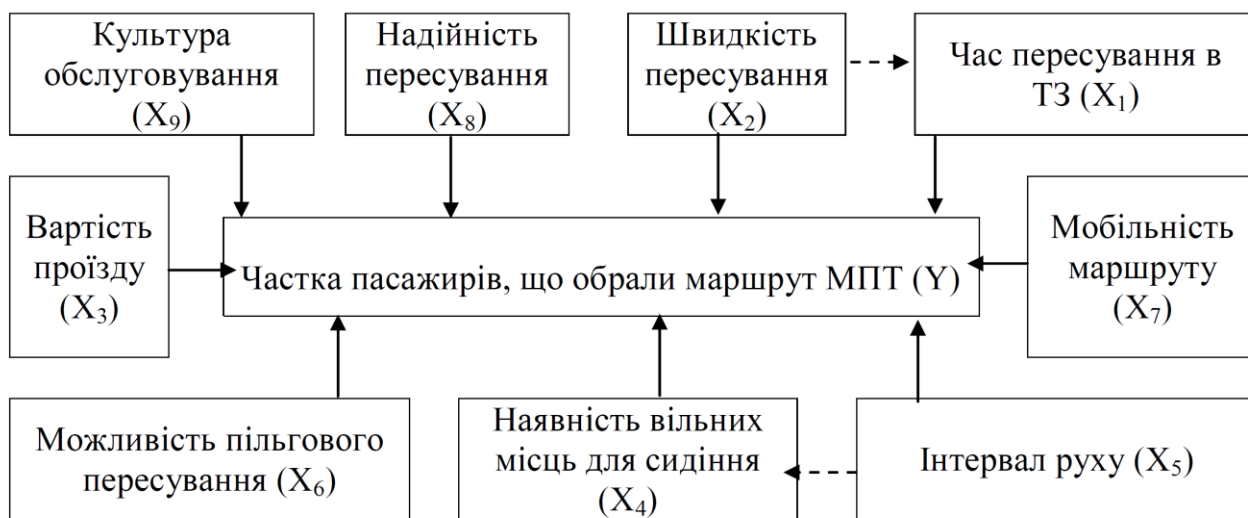 Культура
обслуговування
(X₉)
Надійність
пересування
(X₈)
Швидкість
пересування
(X₂)
Час пересування в
ТЗ (X₁)
Вартість
проїзду
(X₃)
Частка пасажирів, що обрали маршрут МПТ (Y)
Мобільність
маршруту
(X₇)
Можливість пільгового
пересування (X₆)
Наявність вільних
місць для сидіння
(X₄)
Інтервал руху (X₅)